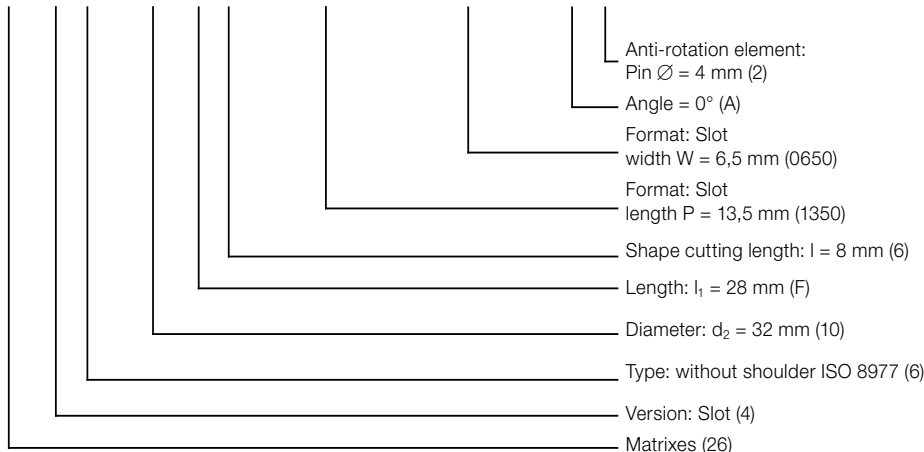 Anti-rotation element:
Pin ∅ = 4 mm (2)
Angle = 0° (A)
Format: Slot
width W = 6,5 mm (0650)
Format: Slot
length P = 13,5 mm (1350)
Shape cutting length: l = 8 mm (6)
Length: l₁ = 28 mm (F)
Diameter: d₂ = 32 mm (10)
Type: without shoulder ISO 8977 (6)
Version: Slot (4)
Matrixes (26)